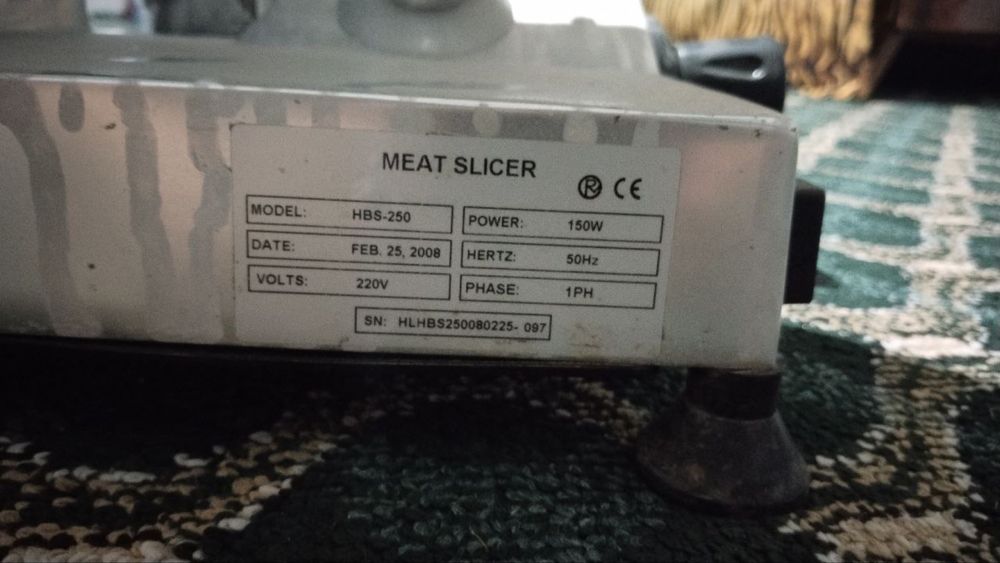 MEAT SLICER
® CE
MODEL: HBS-250
POWER: 150W
DATE: FEB. 25, 2008
HERTZ: 50Hz
VOLTS: 220V
PHASE: 1PH
SN: HLHBS250080225- 097